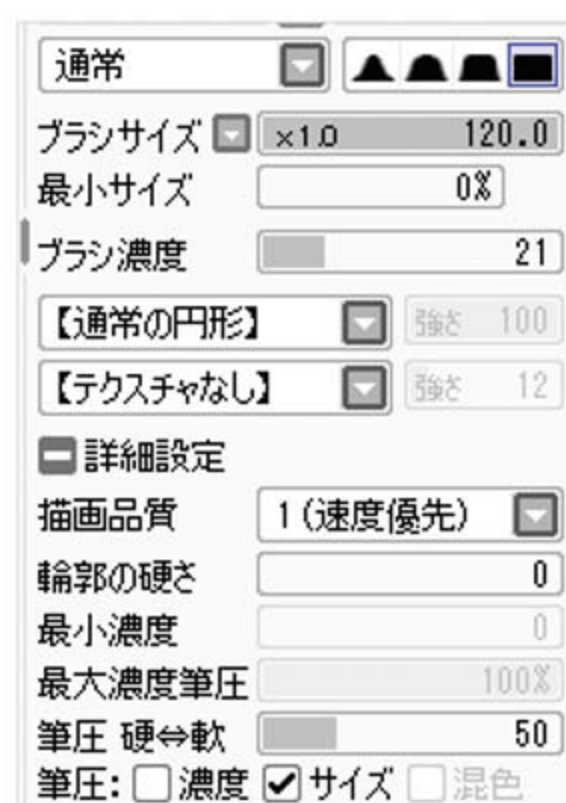 通常
ブラシサイズ ×1.0 120.0
最小サイズ 0%
ブラシ濃度 21
【通常の円形】 強さ 100
【テクスチャなし】 強さ 12
詳細設定
描画品質 1(速度優先)
輪郭の硬さ 0
最小濃度 0
最大濃度筆圧 100%
筆圧 硬⇔軟 50
筆圧: 濃度 サイズ 混色